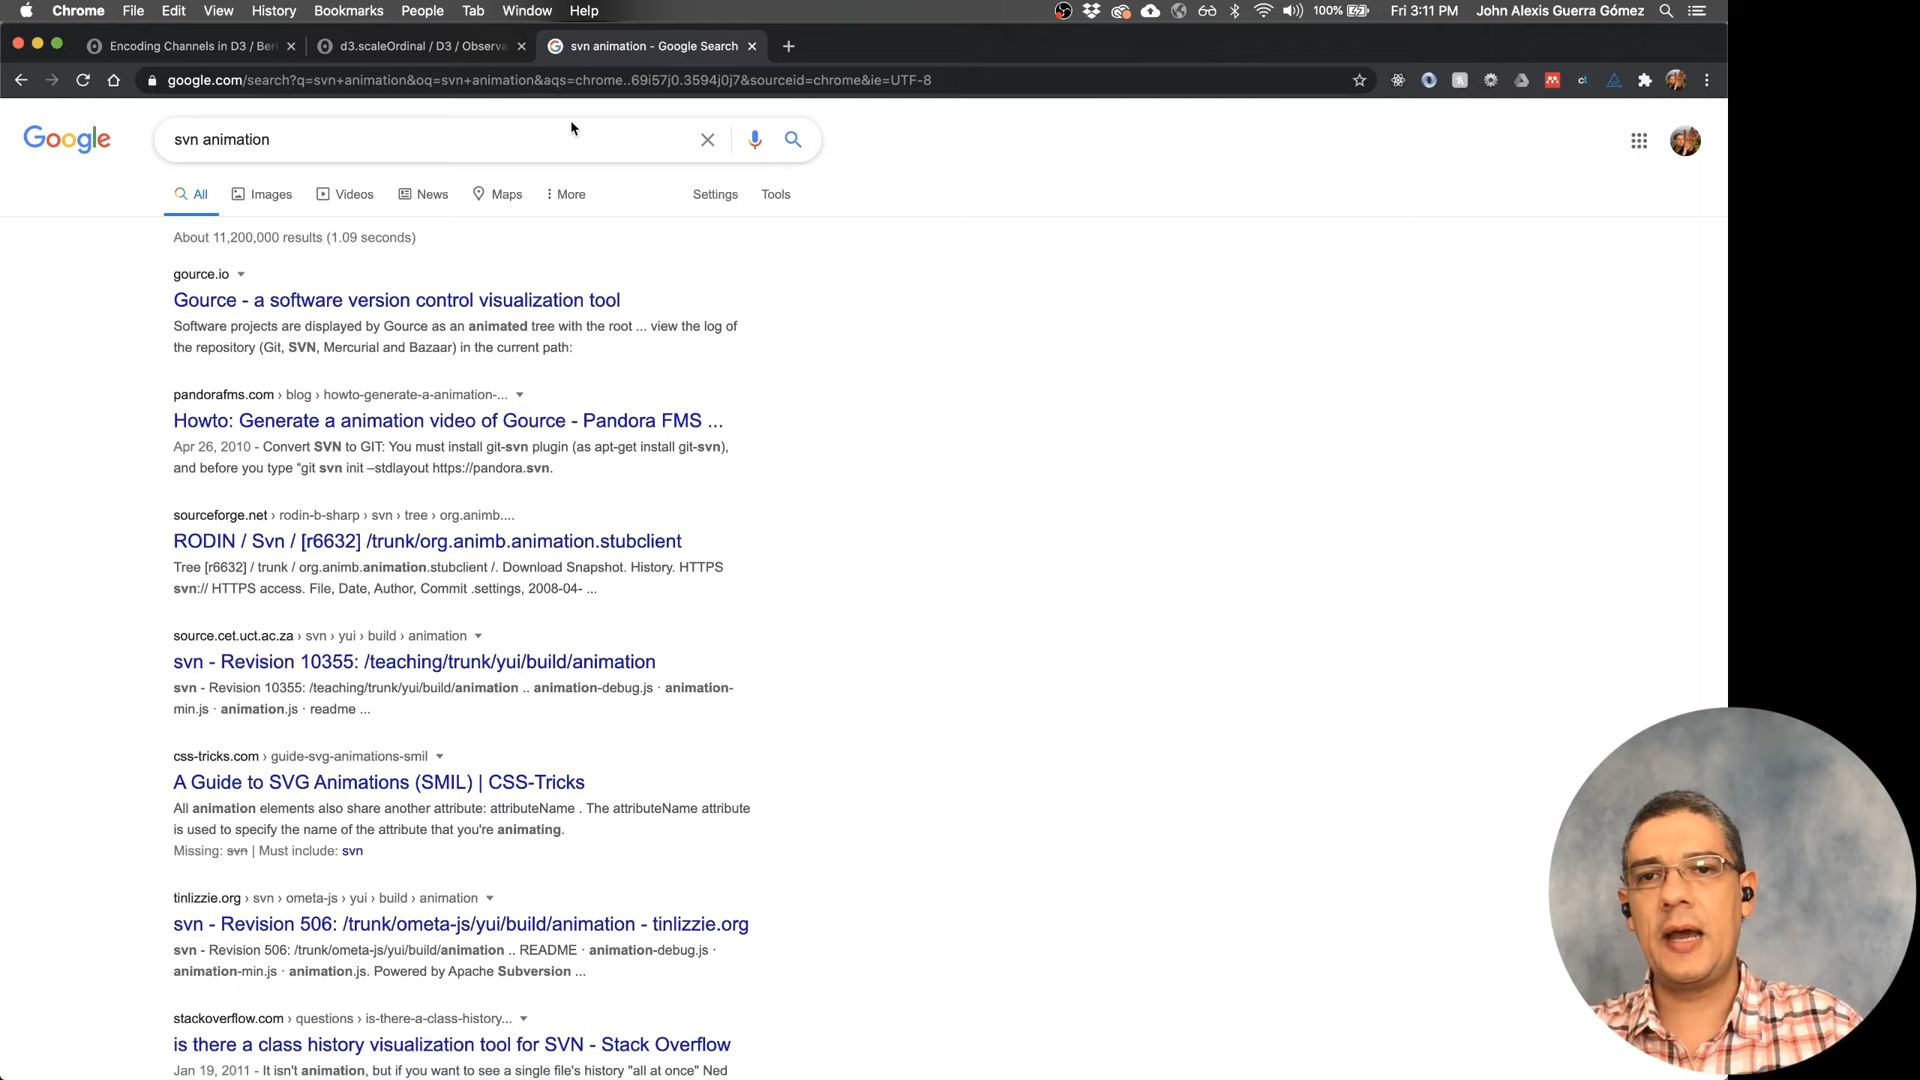 Chrome File Edit View History Bookmarks People Tab Window Help 100% Fri 3:11 PM John Alexis Guerra Gómez
Encoding Channels in D3 / Ber d3.scaleOrdinal / D3 / Observa svn animation - Google Search
google.com/search?q=svn+animation&oq=svn+animation&aqs=chrome..69i57j0.3594j0j7&sourceid=chrome&ie=UTF-8
Google svn animation
All Images Videos News Maps More Settings Tools
About 11,200,000 results (1.09 seconds)
gource.io
Gource - a software version control visualization tool
Software projects are displayed by Gource as an animated tree with the root ... view the log of
the repository (Git, SVN, Mercurial and Bazaar) in the current path:
pandorafms.com › blog › howto-generate-a-animation-...
Howto: Generate a animation video of Gource - Pandora FMS ...
Apr 26, 2010 - Convert SVN to GIT: You must install git-svn plugin (as apt-get install git-svn),
and before you type “git svn init –stdlayout https://pandora.svn.
sourceforge.net › rodin-b-sharp › svn › tree › org.animb....
RODIN / Svn / [r6632] /trunk/org.animb.animation.stubclient
Tree [r6632] / trunk / org.animb.animation.stubclient /. Download Snapshot. History. HTTPS
svn:// HTTPS access. File, Date, Author, Commit .settings, 2008-04- ...
source.cet.uct.ac.za › svn › yui › build › animation
svn - Revision 10355: /teaching/trunk/yui/build/animation
svn - Revision 10355: /teaching/trunk/yui/build/animation .. animation-debug.js · animation-
min.js · animation.js · readme ...
css-tricks.com › guide-svg-animations-smil
A Guide to SVG Animations (SMIL) | CSS-Tricks
All animation elements also share another attribute: attributeName . The attributeName attribute
is used to specify the name of the attribute that you're animating.
Missing: svn | Must include: svn
tinlizzie.org › svn › ometa-js › yui › build › animation
svn - Revision 506: /trunk/ometa-js/yui/build/animation - tinlizzie.org
svn - Revision 506: /trunk/ometa-js/yui/build/animation .. README · animation-debug.js ·
animation-min.js · animation.js. Powered by Apache Subversion ...
stackoverflow.com › questions › is-there-a-class-history...
is there a class history visualization tool for SVN - Stack Overflow
Jan 19, 2011 - It isn't animation, but if you want to see a single file's history "all at once" Ned